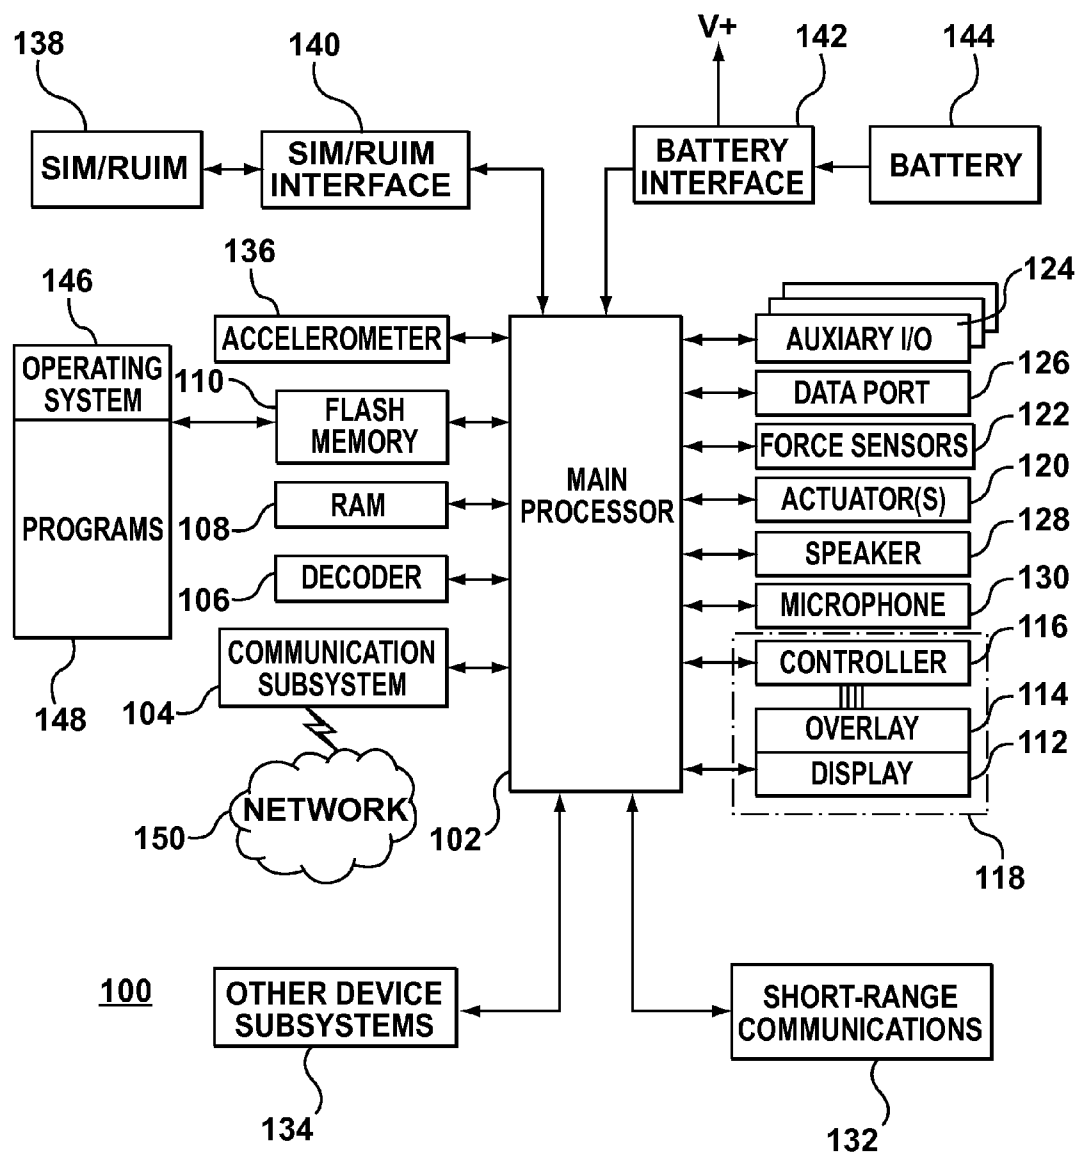 138
140
V+
142
144
SIM/RUIM
SIM/RUIM
INTERFACE
BATTERY
INTERFACE
BATTERY
136
146
124
ACCELEROMETER
AUXIARY I/O
OPERATING
SYSTEM
110
FLASH
MEMORY
DATA PORT
126
FORCE SENSORS
122
MAIN
PROCESSOR
PROGRAMS
108
RAM
ACTUATOR(S)
120
SPEAKER
128
106
DECODER
MICROPHONE
130
COMMUNICATION
SUBSYSTEM
CONTROLLER
116
148
104
OVERLAY
114
DISPLAY
112
NETWORK
150
102
118
100
OTHER DEVICE
SUBSYSTEMS
SHORT-RANGE
COMMUNICATIONS
134
132